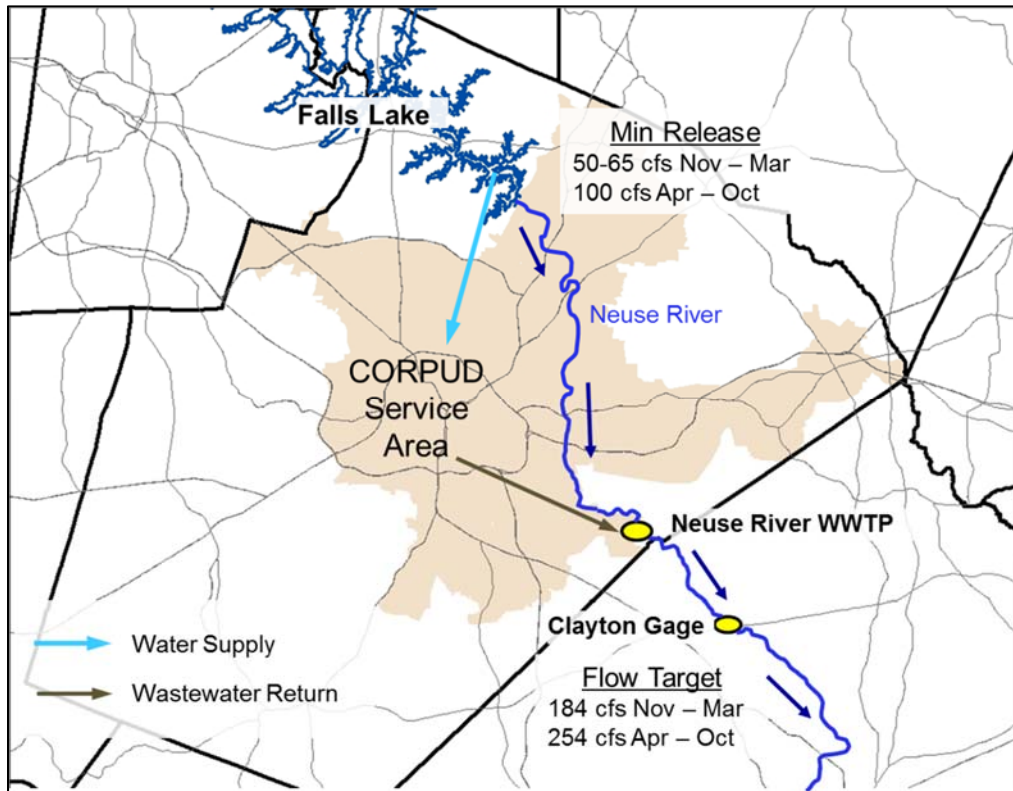 Falls Lake
Min Release
50-65 cfs Nov – Mar
100 cfs Apr – Oct
Neuse River
CORPUD
Service
Area
Neuse River WWTP
Clayton Gage
Water Supply
Wastewater Return
Flow Target
184 cfs Nov – Mar
254 cfs Apr – Oct